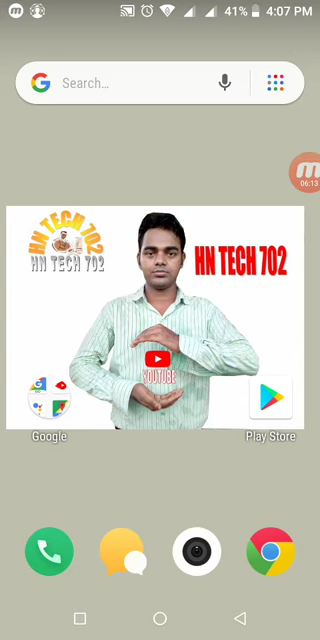 41% 4:07 PM
Search...
06:13
HN TECH 702
HN TECH 702
HN TECH 702
YOUTUBE
Google
Play Store